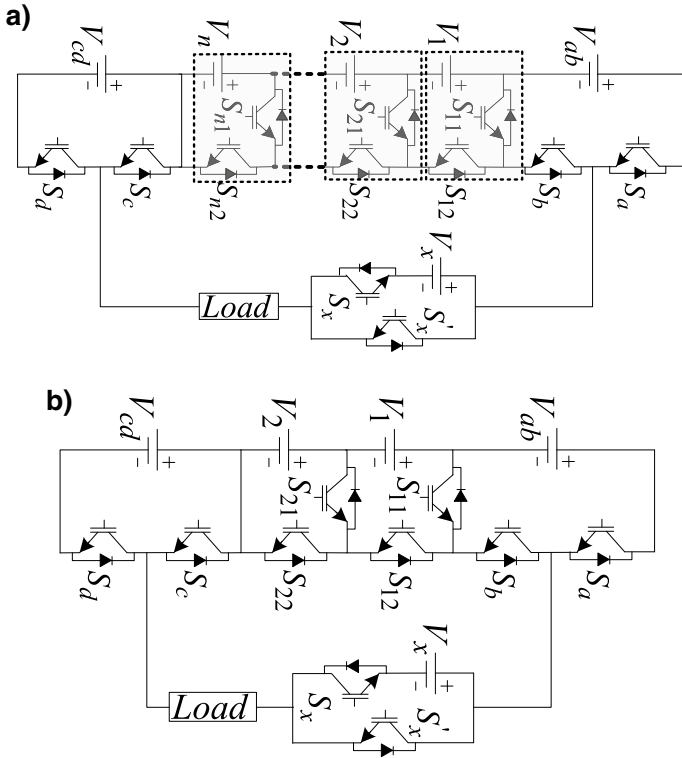 a)
V_cd
V_n
V_2
V_1
V_ab
- + - + - + - + - +
S_n1 S_21 S_11
S_d S_c S_n2 S_22 S_12 S_b S_a
V_x
- +
Load S_x S_x'
b)
V_cd V_2 V_1 V_ab
- + - + - + - +
S_21 S_11
S_d S_c S_22 S_12 S_b S_a
V_x
- +
Load S_x S_x'